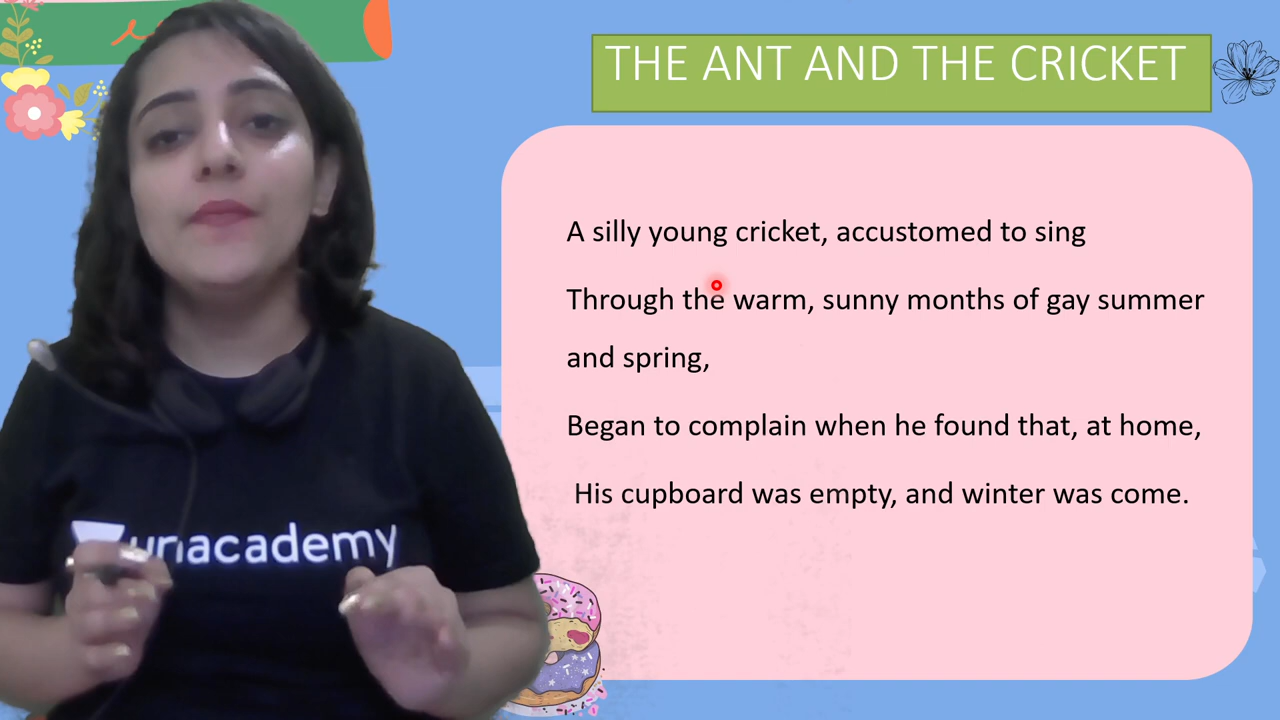 THE ANT AND THE CRICKET
A silly young cricket, accustomed to sing
Through the warm, sunny months of gay summer
and spring,
Began to complain when he found that, at home,
His cupboard was empty, and winter was come.
unacademy